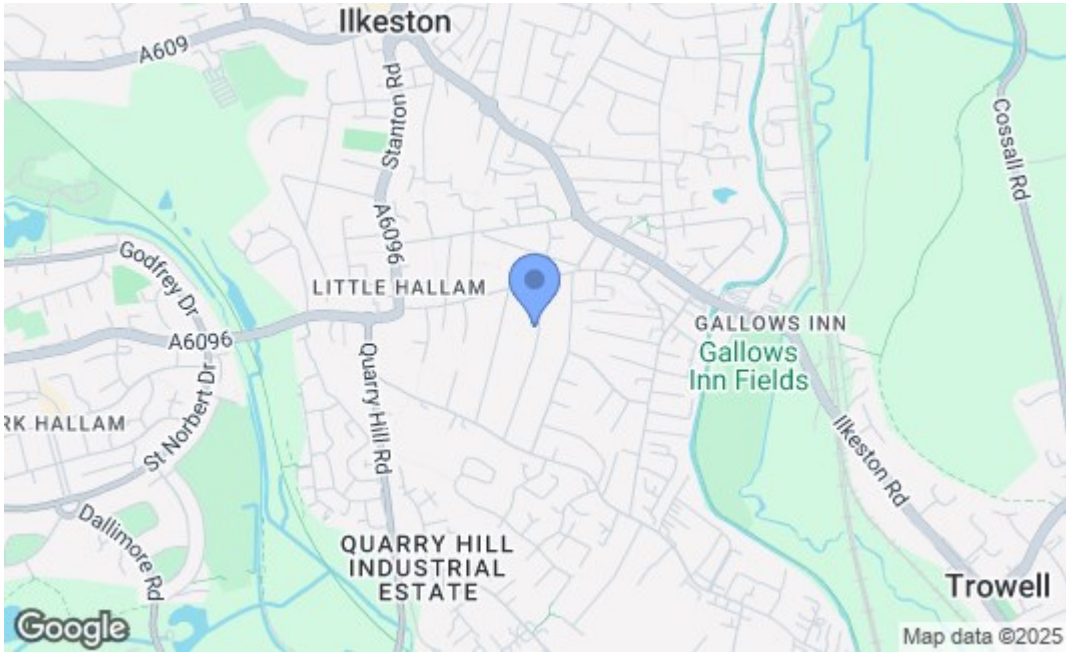 Ilkeston
A609
Stanton Rd
A6096
Cossall Rd
Godfrey Dr
LITTLE HALLAM
GALLOWS INN
A6096
Gallows
Inn Fields
Quarry Hill Rd
RK HALLAM
St Norbert Dr
Ilkeston Rd
Dallimore Rd
QUARRY HILL
INDUSTRIAL
ESTATE
Trowell
Google
Map data ©2025